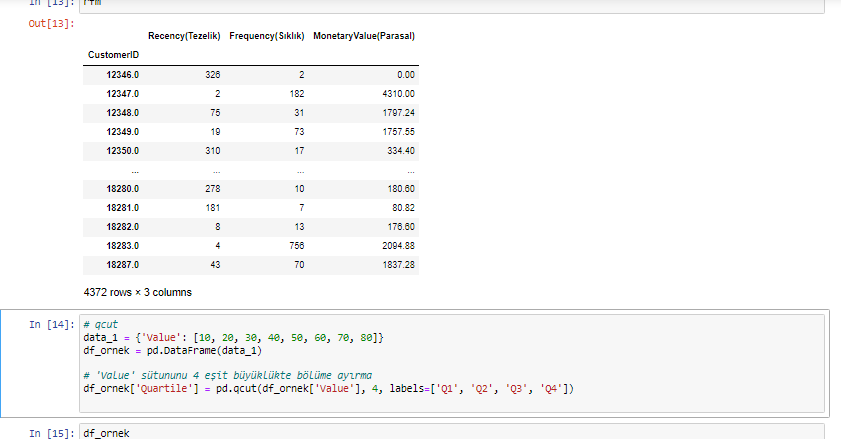 In [13]: rfm
Out[13]:
Recency(Tezelik) Frequency(Sıklık) MonetaryValue(Parasal)
CustomerID
12346.0 326 2 0.00
12347.0 2 182 4310.00
12348.0 75 31 1797.24
12349.0 19 73 1757.55
12350.0 310 17 334.40
... ... ... ...
18280.0 278 10 180.60
18281.0 181 7 80.82
18282.0 8 13 176.60
18283.0 4 756 2094.88
18287.0 43 70 1837.28
4372 rows × 3 columns
In [14]: # qcut
data_1 = {'Value': [10, 20, 30, 40, 50, 60, 70, 80]}
df_ornek = pd.DataFrame(data_1)
# 'Value' sütununu 4 eşit büyüklükte bölüme ayırma
df_ornek['Quartile'] = pd.qcut(df_ornek['Value'], 4, labels=['Q1', 'Q2', 'Q3', 'Q4'])
In [15]: df_ornek